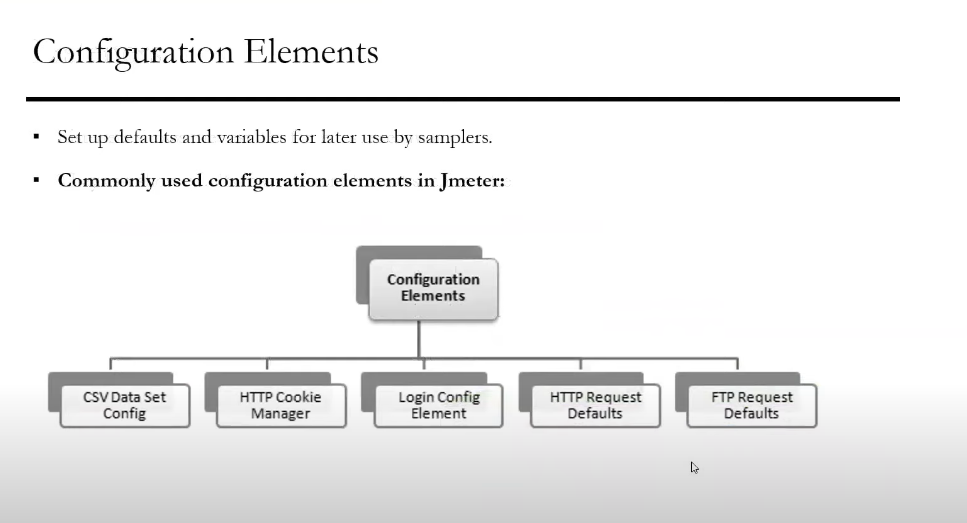 Configuration Elements
▪ Set up defaults and variables for later use by samplers.
▪ Commonly used configuration elements in Jmeter:
Configuration
Elements
CSV Data Set
Config
HTTP Cookie
Manager
Login Config
Element
HTTP Request
Defaults
FTP Request
Defaults